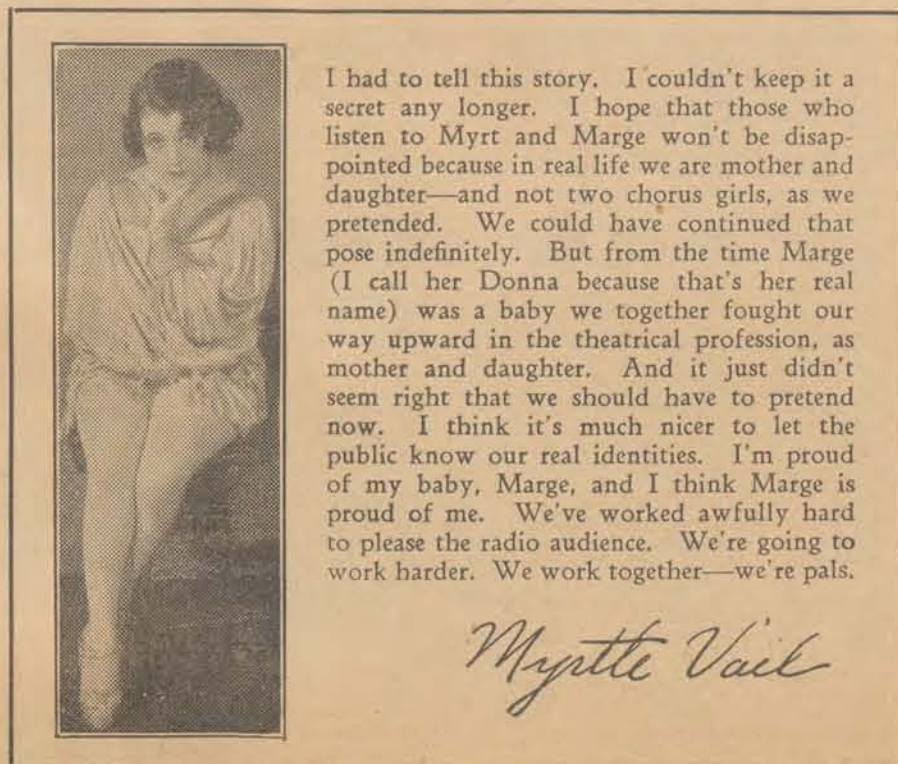 I had to tell this story. I couldn't keep it a
secret any longer. I hope that those who
listen to Myrt and Marge won't be disap-
pointed because in real life we are mother and
daughter—and not two chorus girls, as we
pretended. We could have continued that
pose indefinitely. But from the time Marge
(I call her Donna because that's her real
name) was a baby we together fought our
way upward in the theatrical profession, as
mother and daughter. And it just didn't
seem right that we should have to pretend
now. I think it's much nicer to let the
public know our real identities. I'm proud
of my baby, Marge, and I think Marge is
proud of me. We've worked awfully hard
to please the radio audience. We're going to
work harder. We work together—we're pals.
Myrtle Vail